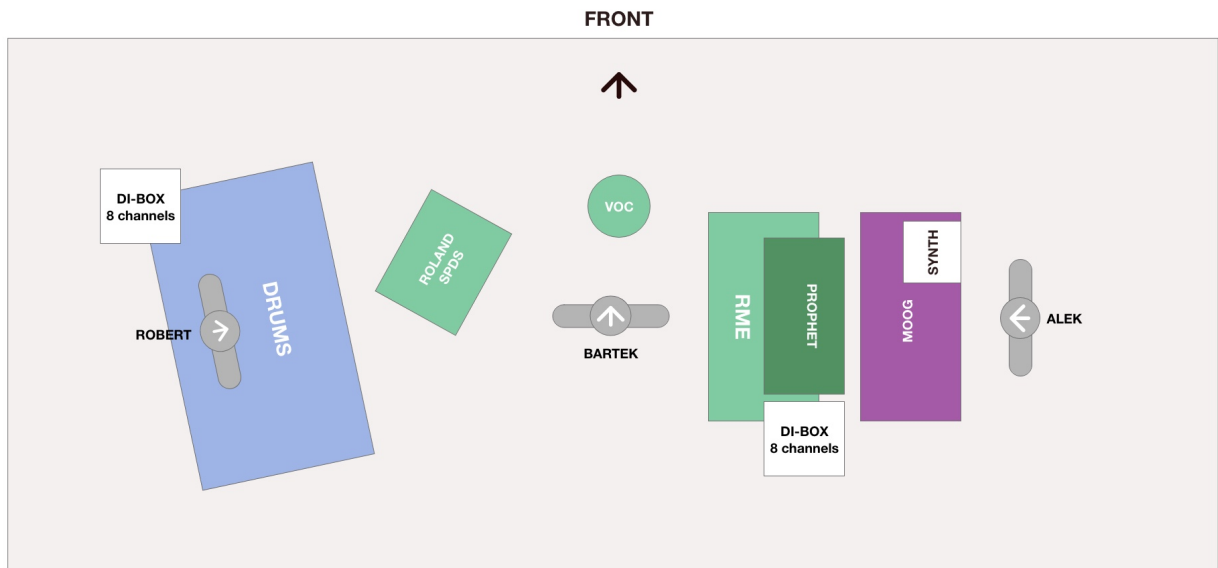 FRONT
DI-BOX
8 channels
ROBERT
DRUMS
ROLAND
SPDS
VOC
BARTEK
RME
PROPHET
DI-BOX
8 channels
MOOG
SYNTH
ALEK